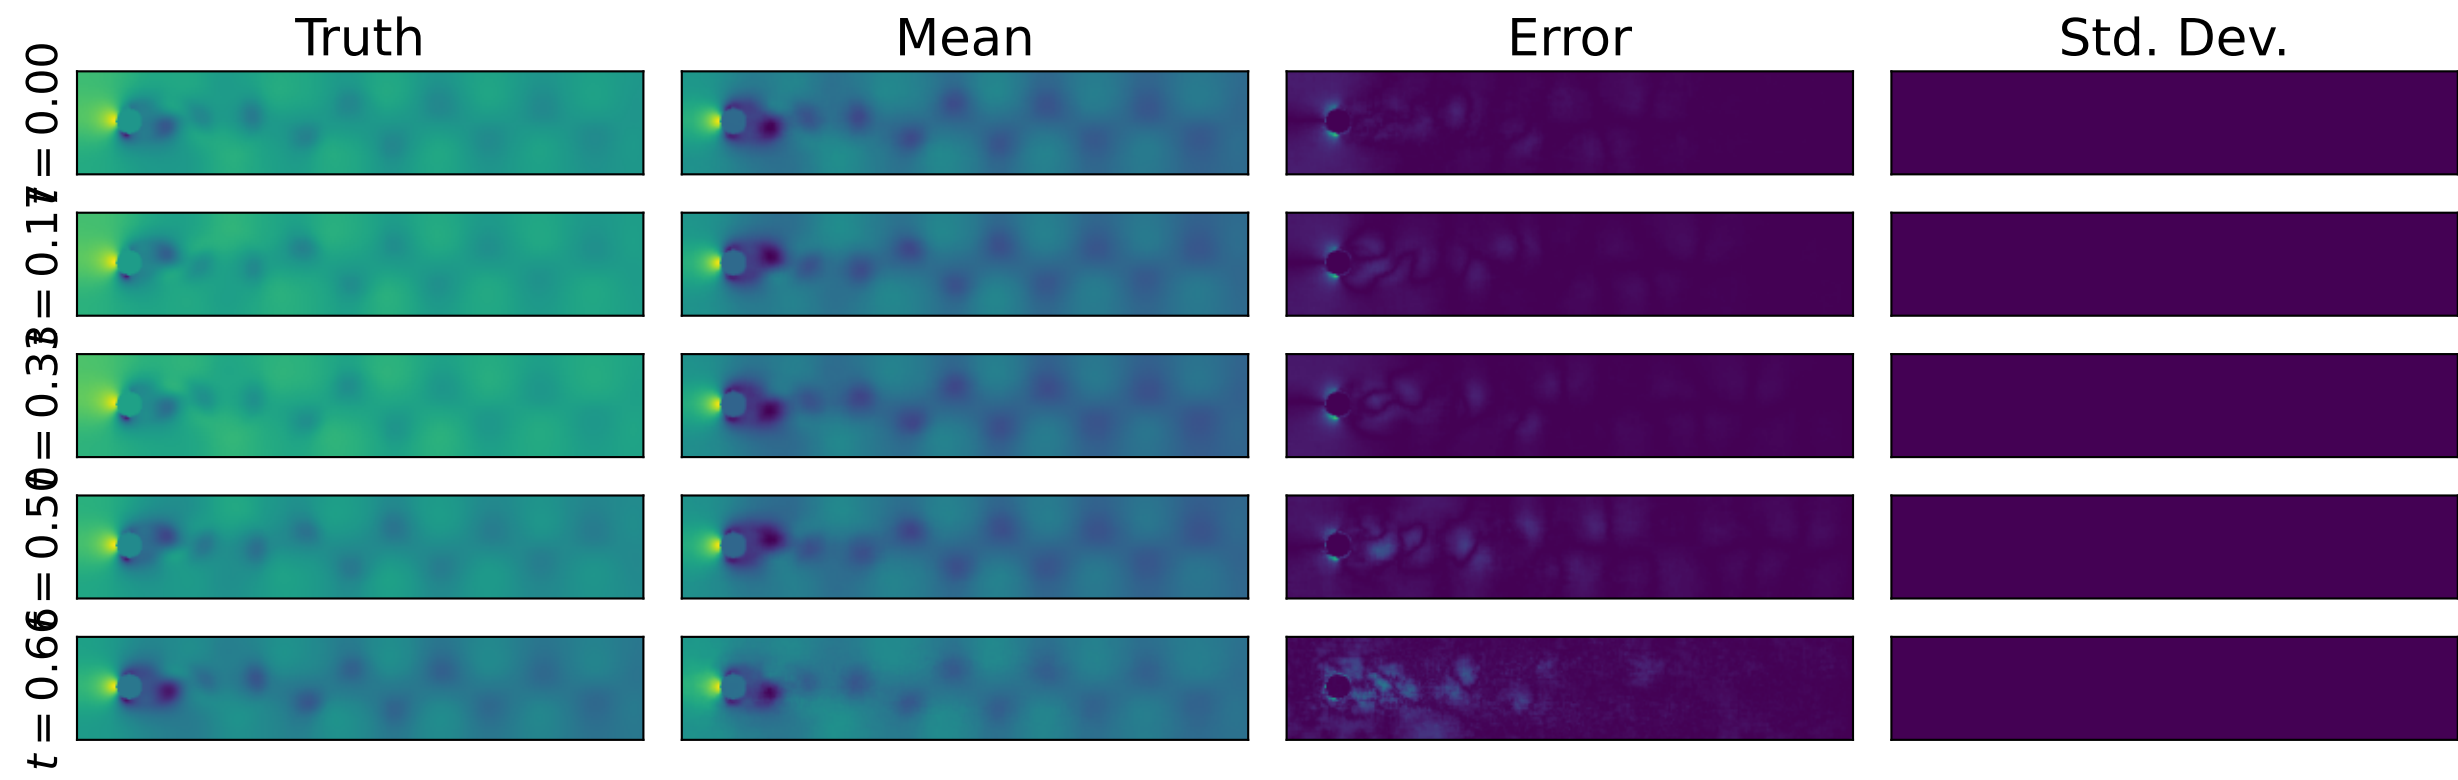 Truth Mean Error Std. Dev.
t = 0.00
t = 0.17
t = 0.33
t = 0.50
t = 0.66